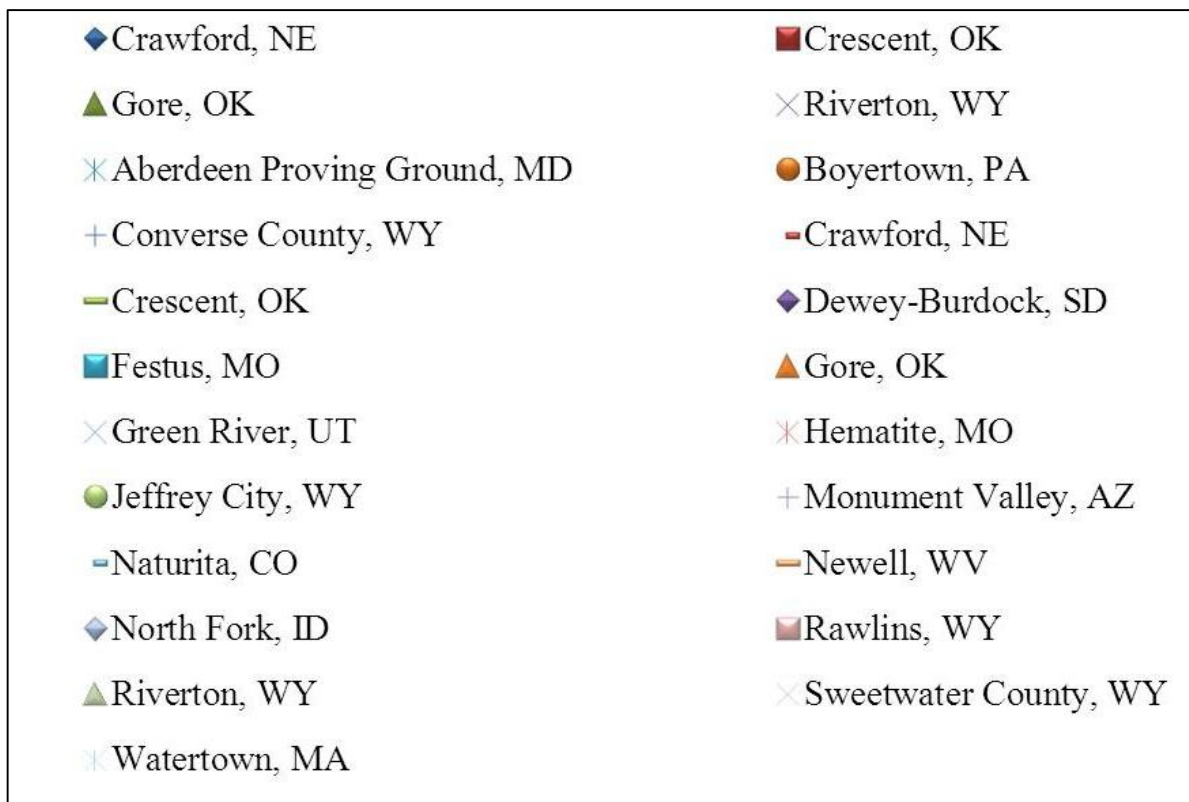 Crawford, NE
Crescent, OK
Gore, OK
Riverton, WY
Aberdeen Proving Ground, MD
Boyertown, PA
Converse County, WY
Crawford, NE
Crescent, OK
Dewey-Burdock, SD
Festus, MO
Gore, OK
Green River, UT
Hematite, MO
Jeffrey City, WY
Monument Valley, AZ
Naturita, CO
Newell, WV
North Fork, ID
Rawlins, WY
Riverton, WY
Sweetwater County, WY
Watertown, MA